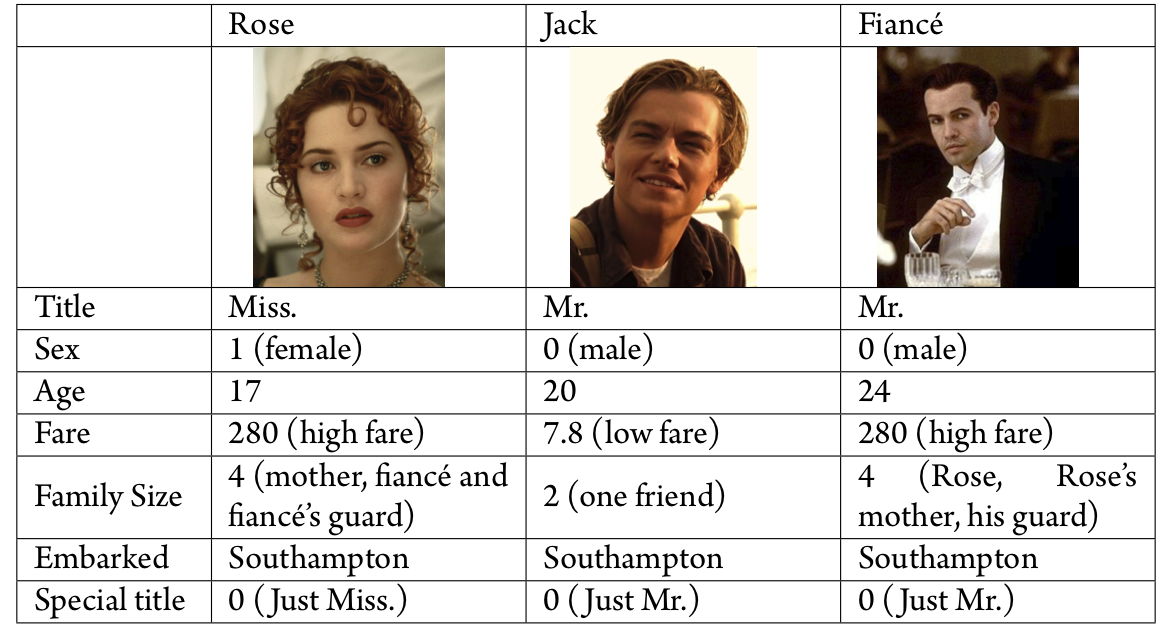 Rose Jack Fiancé
Title Miss. Mr. Mr.
Sex 1 (female) 0 (male) 0 (male)
Age 17 20 24
Fare 280 (high fare) 7.8 (low fare) 280 (high fare)
Family Size 4 (mother, fiancé and fiancé's guard) 2 (one friend) 4 (Rose, Rose's mother, his guard)
Embarked Southampton Southampton Southampton
Special title 0 (Just Miss.) 0 (Just Mr.) 0 (Just Mr.)